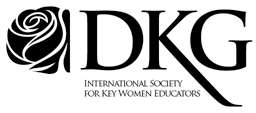 DKG
INTERNATIONAL SOCIETY
FOR KEY WOMEN EDUCATORS